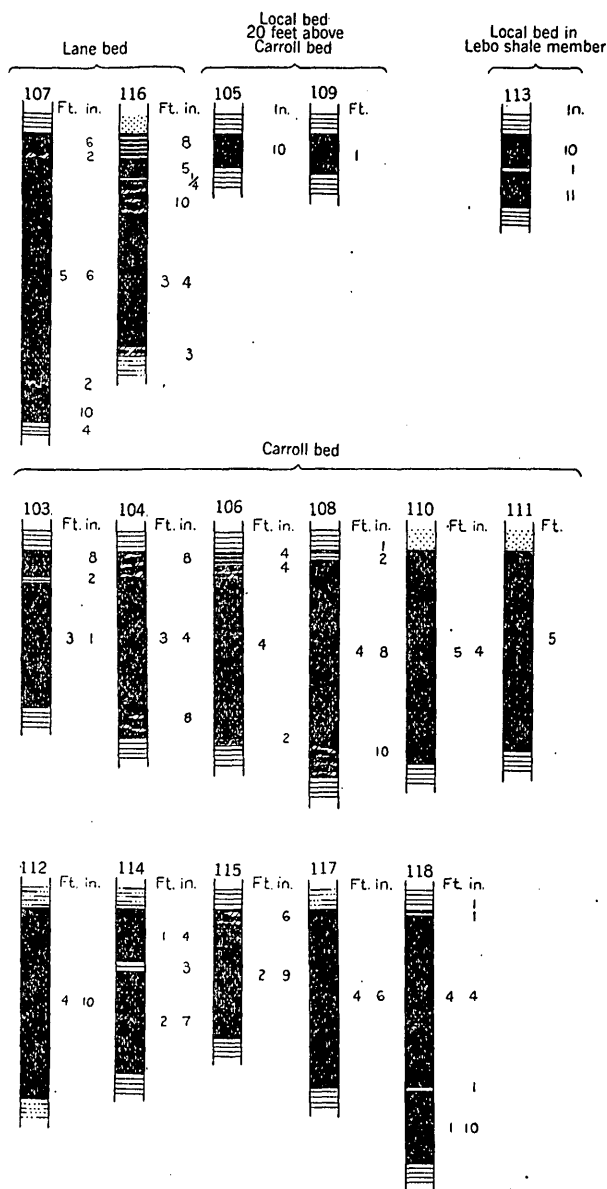 Local bed
20 feet above
Carroll bed
Lane bed
Local bed in
Lebo shale member
107 116 105 109 113
Ft. in. In. Ft. In.
6 8
2
10 1 10
5 1
1/4
10 11
5 6 3 4
3
2
10
4
Carroll bed
103 104 106 108 110 111
Ft. in. Ft. in. Ft. in. Ft. in. Ft. in. Ft.
8 8 4 1
2 4 2
3 1 3 4 4 4 8 5 4 5
8 2 10
112 114 115 117 118
Ft. in. Ft. in. Ft. in. Ft. in. Ft. in.
6 1
1
1 4
3
2 9
4 10 4 6 4 4
2 7
1
1 10